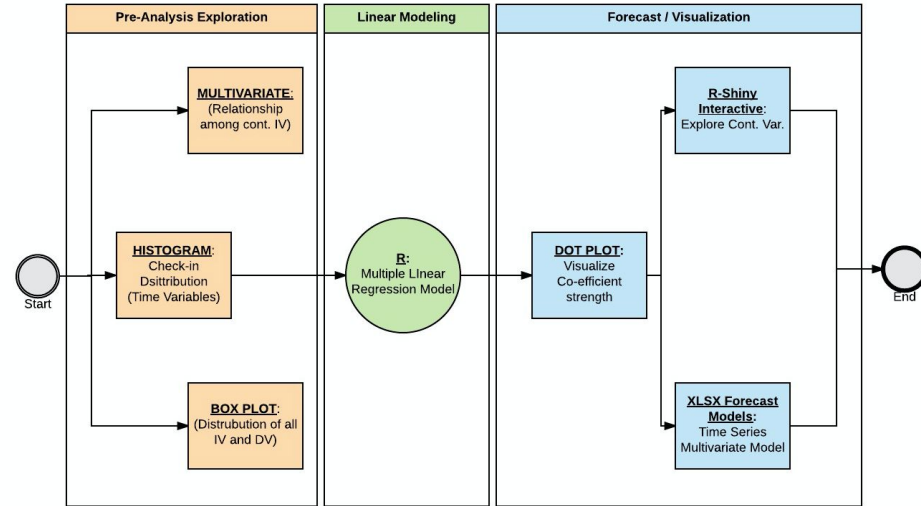 Pre-Analysis Exploration
Linear Modeling
Forecast / Visualization
MULTIVARIATE:
(Relationship
among cont. IV)
R-Shiny
Interactive:
Explore Cont. Var.
Start
HISTOGRAM:
Check-in
Dsittribution
(Time Variables)
R:
Multiple LInear
Regression Model
DOT PLOT:
Visualize
Co-efficient
strength
End
BOX PLOT:
(Distrubution of all
IV and DV)
XLSX Forecast
Models:
Time Series
Multivariate Model